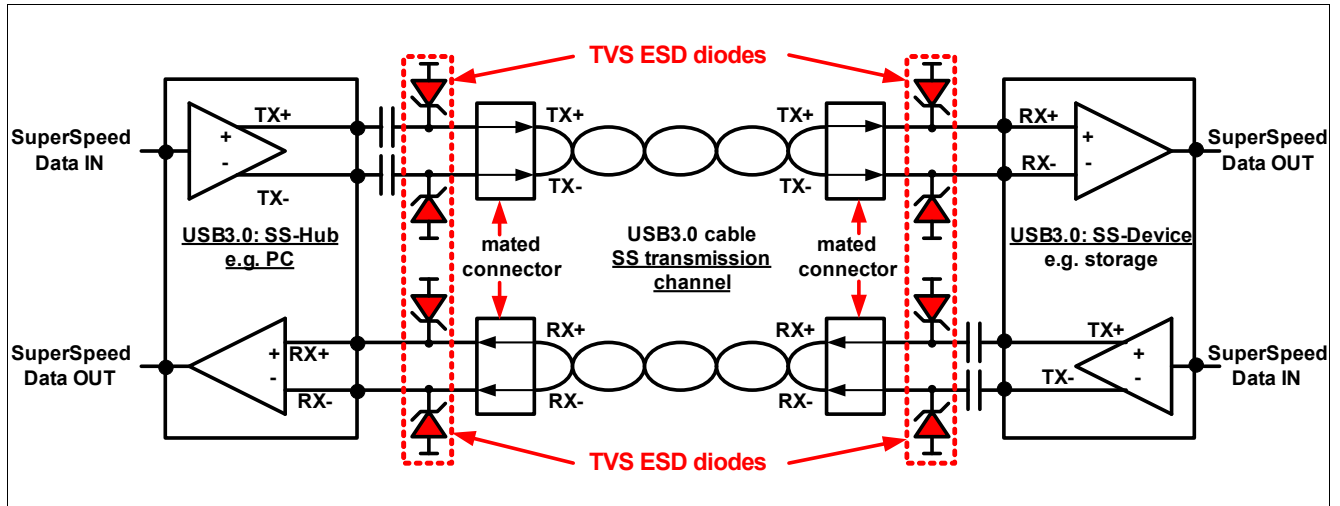 TVS ESD diodes
TX+
TX+
TX+
RX+
SuperSpeed
Data IN
+
-
+
-
SuperSpeed
Data OUT
TX-
TX-
TX-
RX-
USB3.0: SS-Hub
e.g. PC
mated
connector
USB3.0 cable
SS transmission
channel
mated
connector
USB3.0: SS-Device
e.g. storage
SuperSpeed
Data OUT
RX+
RX+
RX+
TX+
+
-
+
-
SuperSpeed
Data IN
RX-
RX-
RX-
TX-
TVS ESD diodes